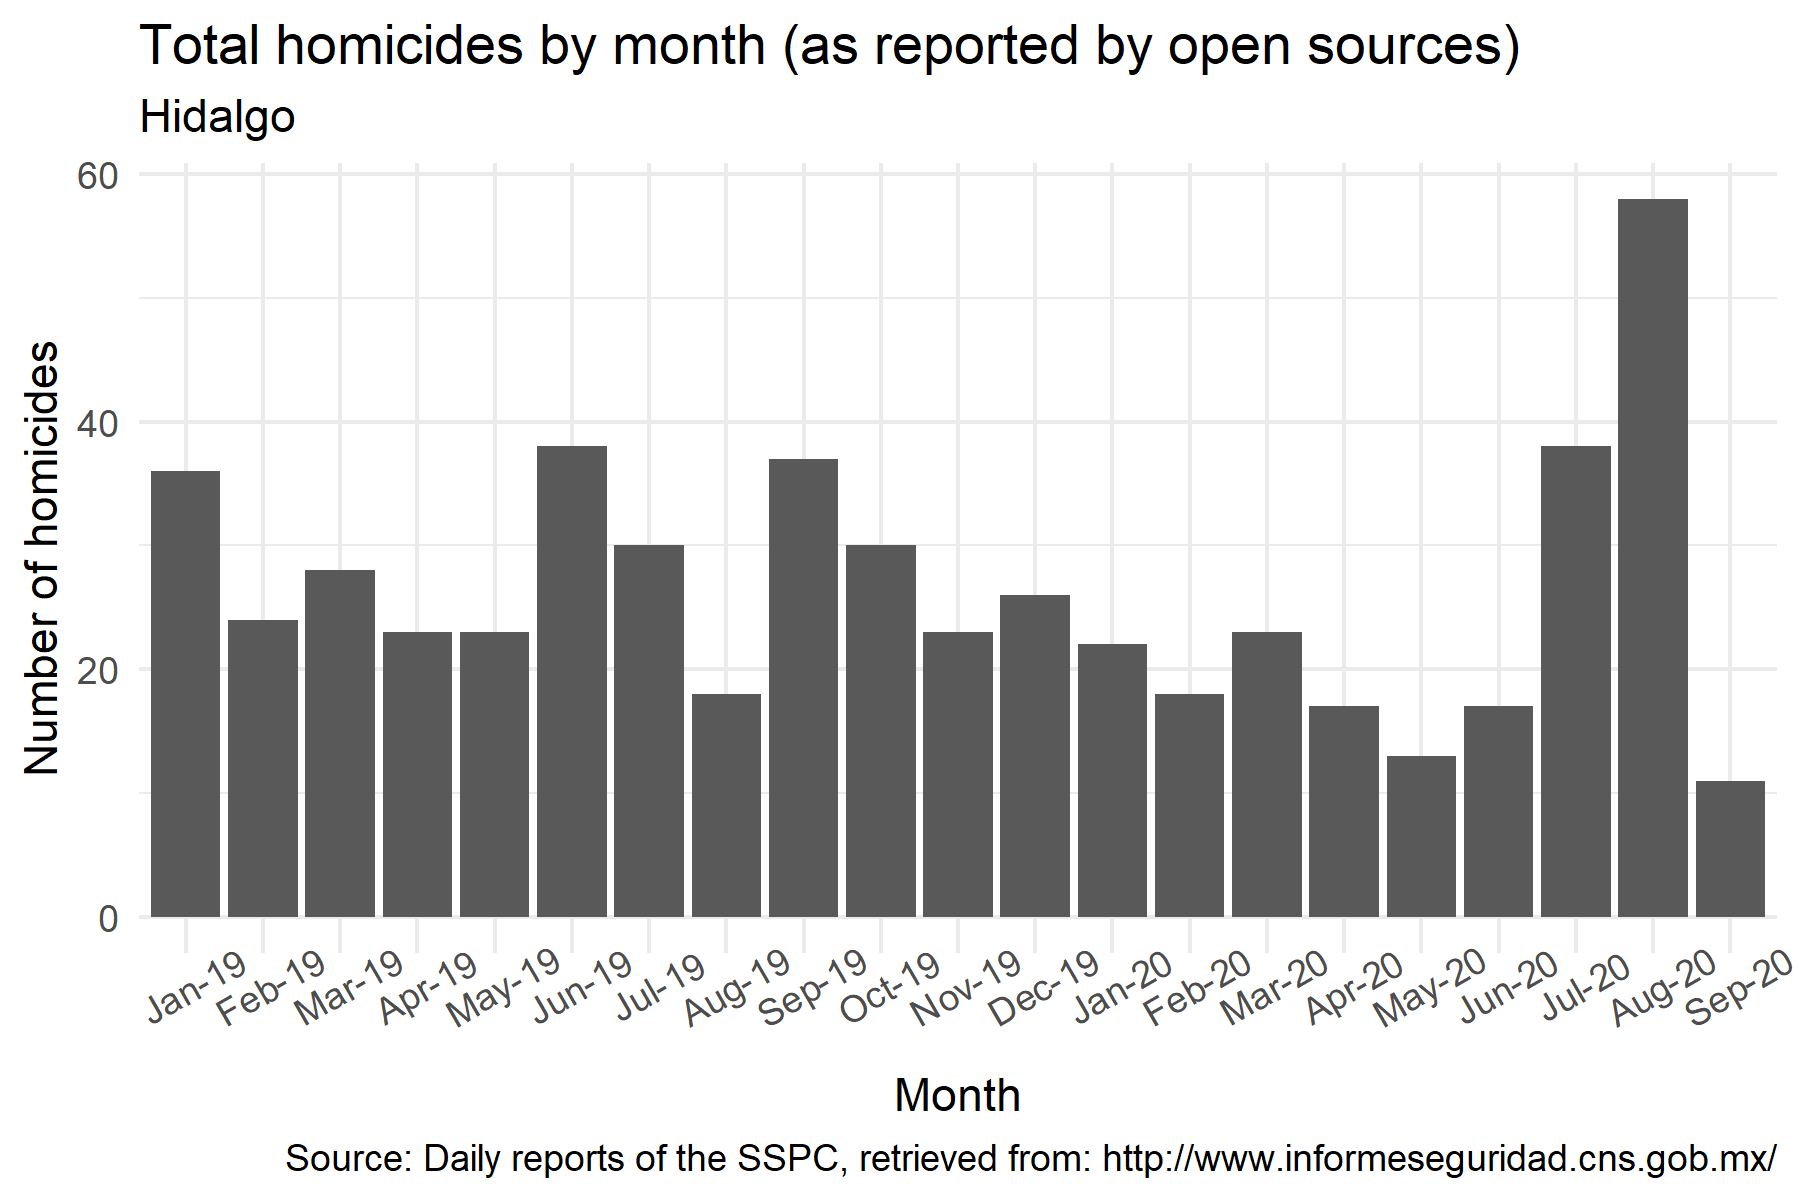 Total homicides by month (as reported by open sources)
Hidalgo
60
40
20
0
Number of homicides
Jan-19
Feb-19
Mar-19
Apr-19
May-19
Jun-19
Jul-19
Aug-19
Sep-19
Oct-19
Nov-19
Dec-19
Jan-20
Feb-20
Mar-20
Apr-20
May-20
Jun-20
Jul-20
Aug-20
Sep-20
Month
Source: Daily reports of the SSPC, retrieved from: http://www.informeseguridad.cns.gob.mx/